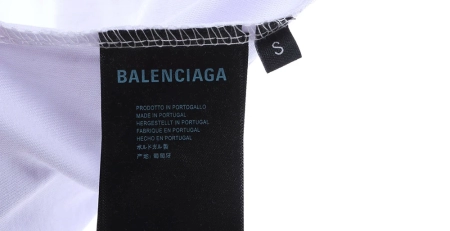 S
BALENCIAGA
PRODOTTO IN PORTOGALLO
MADE IN PORTUGAL
HERGESTELLT IN PORTUGAL
FABRIQUÉ EN PORTUGAL
HECHO EN PORTUGAL
ポルトガル製
产地: 葡萄牙